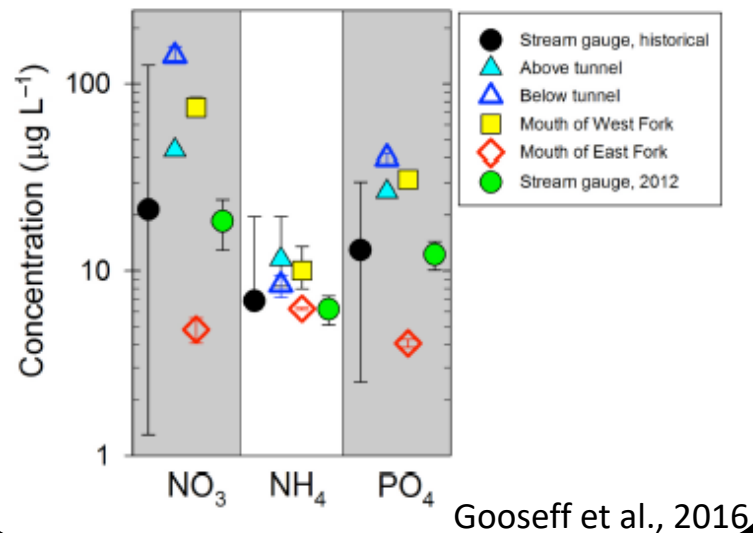 Concentration (µg L⁻¹)
100
10
1
NO₃
NH₄
PO₄
Stream gauge, historical
Above tunnel
Below tunnel
Mouth of West Fork
Mouth of East Fork
Stream gauge, 2012
Gooseff et al., 2016